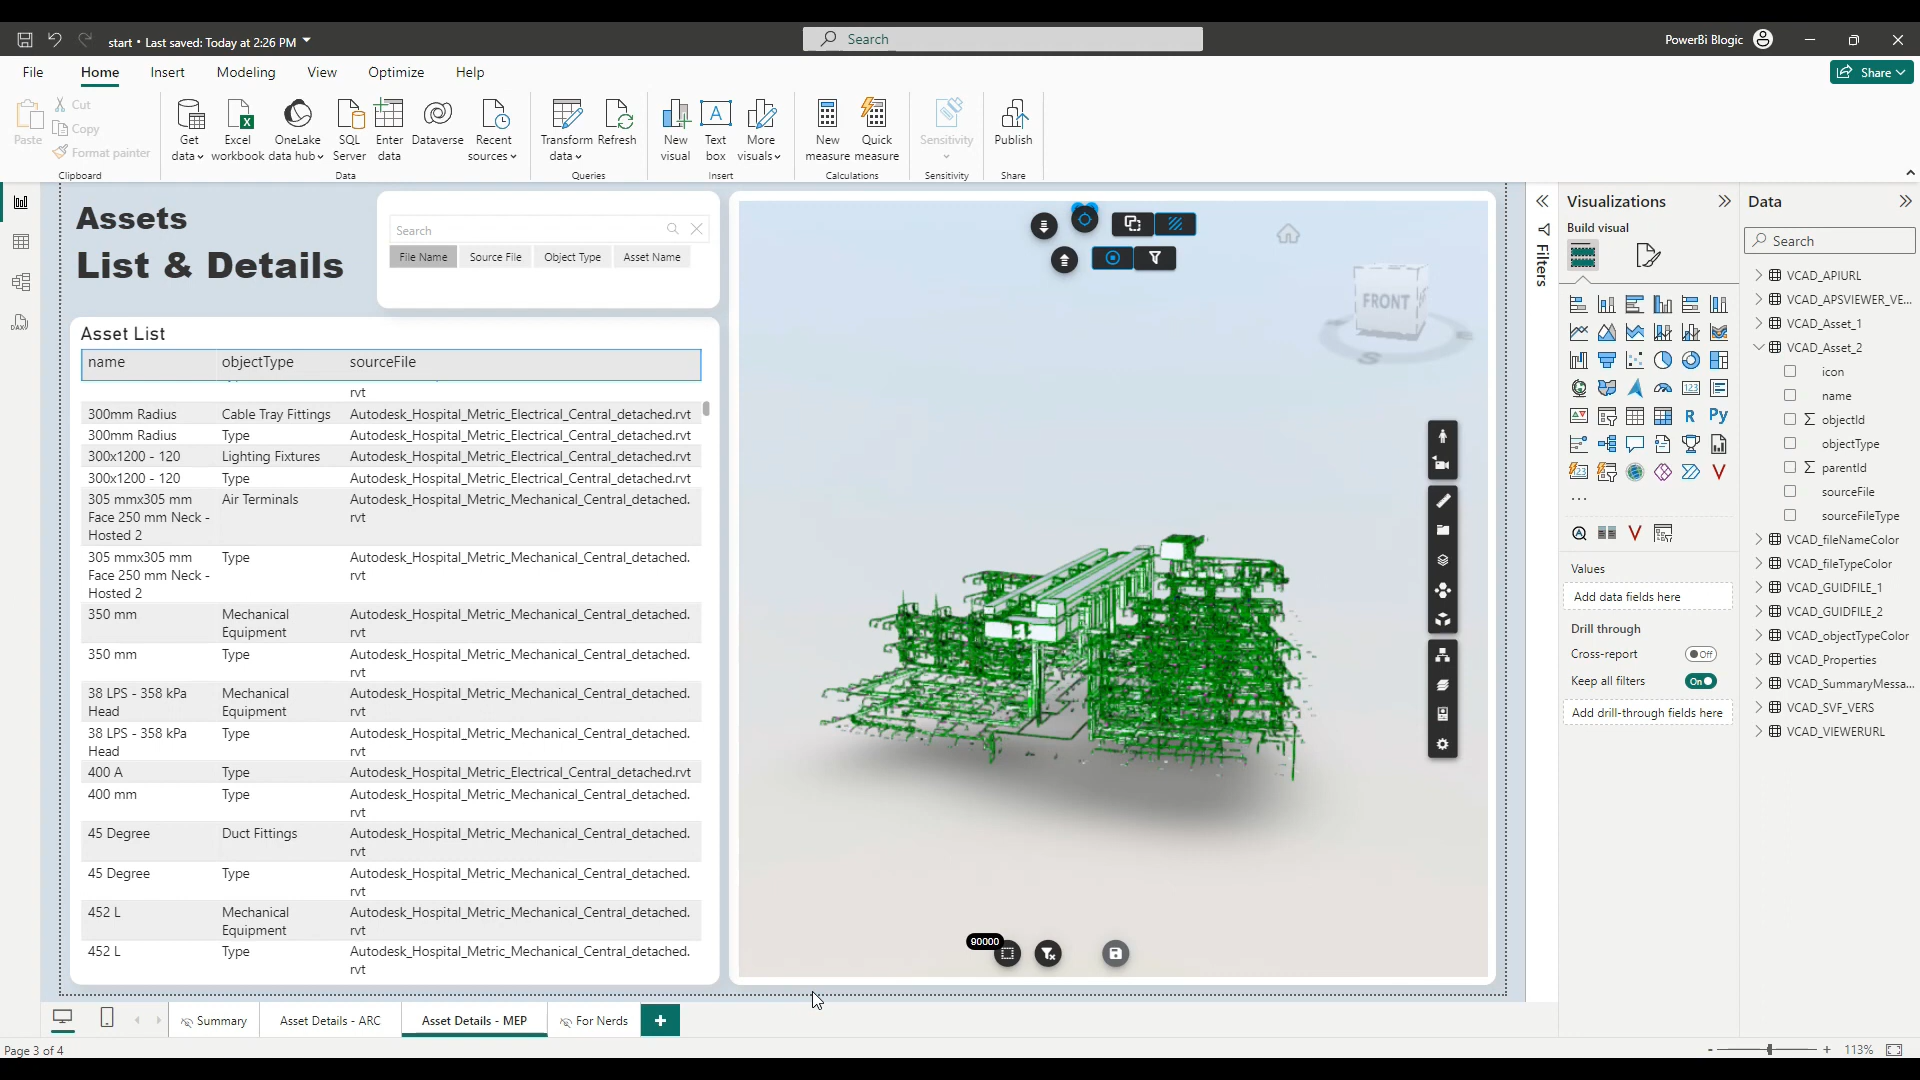 start • Last saved: Today at 2:26 PM
Search
PowerBi Blogic
File
Home
Insert
Modeling
View
Optimize
Help
Share
Paste
Cut
Copy
Format painter
Clipboard
Get data
Excel workbook
OneLake data hub
SQL Server
Enter data
Dataverse
Recent sources
Data
Transform data
Refresh
Queries
New visual
Text box
More visuals
Insert
New measure
Quick measure
Calculations
Sensitivity
Sensitivity
Publish
Share
Assets
List & Details
Search
File Name
Source File
Object Type
Asset Name
Asset List
name objectType sourceFile
rvt
300mm Radius Cable Tray Fittings Autodesk_Hospital_Metric_Electrical_Central_detached.rvt
300mm Radius Type Autodesk_Hospital_Metric_Electrical_Central_detached.rvt
300x1200 - 120 Lighting Fixtures Autodesk_Hospital_Metric_Electrical_Central_detached.rvt
300x1200 - 120 Type Autodesk_Hospital_Metric_Electrical_Central_detached.rvt
305 mmx305 mm Air Terminals Autodesk_Hospital_Metric_Mechanical_Central_detached.
Face 250 mm Neck - rvt
Hosted 2
305 mmx305 mm Type Autodesk_Hospital_Metric_Mechanical_Central_detached.
Face 250 mm Neck - rvt
Hosted 2
350 mm Mechanical Autodesk_Hospital_Metric_Mechanical_Central_detached.
Equipment rvt
350 mm Type Autodesk_Hospital_Metric_Mechanical_Central_detached.
rvt
38 LPS - 358 kPa Mechanical Autodesk_Hospital_Metric_Mechanical_Central_detached.
Head Equipment rvt
38 LPS - 358 kPa Type Autodesk_Hospital_Metric_Mechanical_Central_detached.
Head rvt
400 A Type Autodesk_Hospital_Metric_Electrical_Central_detached.rvt
400 mm Type Autodesk_Hospital_Metric_Mechanical_Central_detached.
rvt
45 Degree Duct Fittings Autodesk_Hospital_Metric_Mechanical_Central_detached.
rvt
45 Degree Type Autodesk_Hospital_Metric_Mechanical_Central_detached.
rvt
452 L Mechanical Autodesk_Hospital_Metric_Mechanical_Central_detached.
Equipment rvt
452 L Type Autodesk_Hospital_Metric_Mechanical_Central_detached.
rvt
FRONT
S
90000
Filters
Visualizations
Build visual
123
R
Py
123
Values
Add data fields here
Drill through
Cross-report
Off
Keep all filters
On
Add drill-through fields here
Data
Search
VCAD_APIURL
VCAD_APSVIEWER_VE...
VCAD_Asset_1
VCAD_Asset_2
icon
name
∑ objectId
objectType
∑ parentId
sourceFile
sourceFileType
VCAD_fileNameColor
VCAD_fileTypeColor
VCAD_GUIDFILE_1
VCAD_GUIDFILE_2
VCAD_objectTypeColor
VCAD_Properties
VCAD_SummaryMessa...
VCAD_SVF_VERS
VCAD_VIEWERURL
Summary
Asset Details - ARC
Asset Details - MEP
For Nerds
+
Page 3 of 4
- + 113%